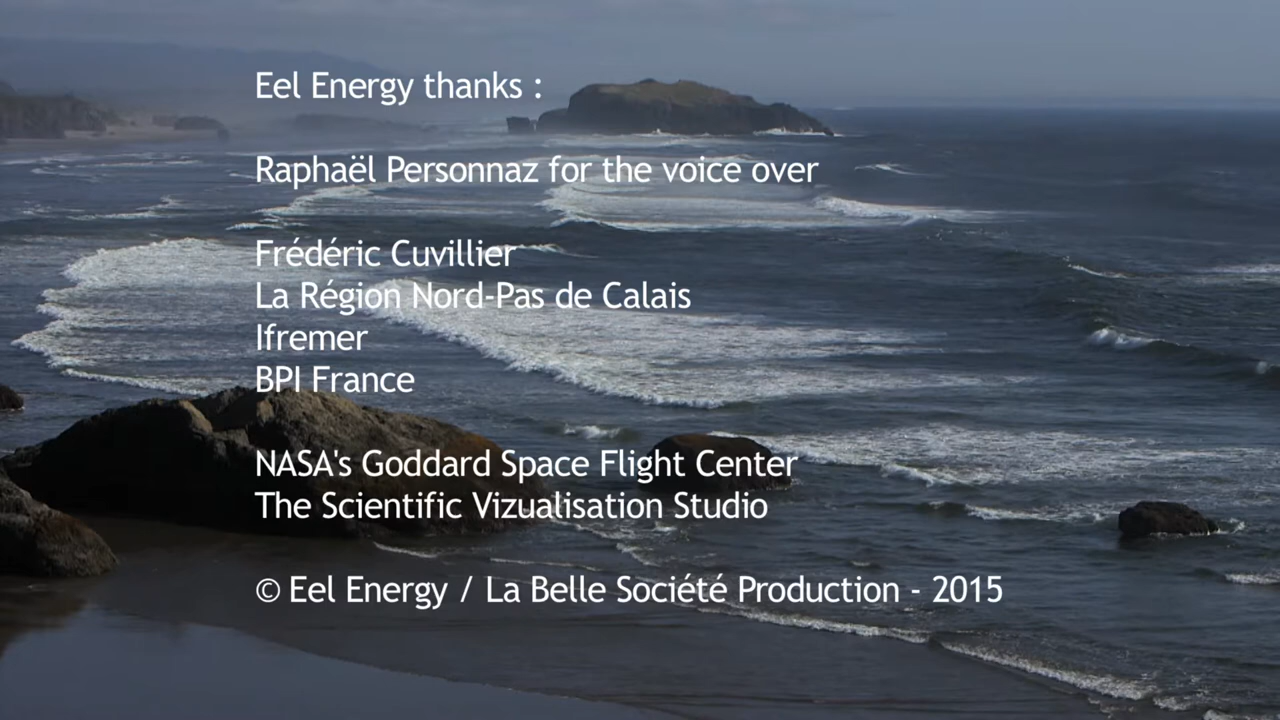 Eel Energy thanks :
Raphaël Personnaz for the voice over
Frédéric Cuvillier
La Région Nord-Pas de Calais
Ifremer
BPI France
NASA's Goddard Space Flight Center
The Scientific Vizualisation Studio
© Eel Energy / La Belle Société Production - 2015